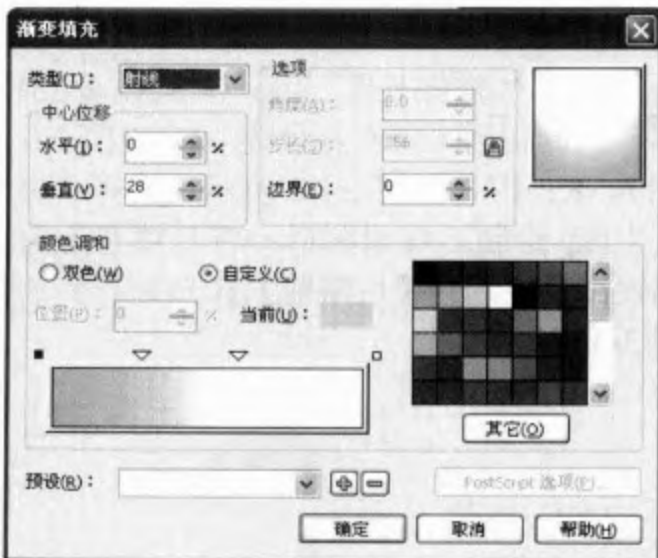 渐变填充
类型(T): 射线
选项
角度(A): 0.0
中心位移
水平(I): 0 %
步长(S): 256
垂直(V): 28 %
边界(E): 0 %
颜色调和
双色(W) 自定义(C)
位置(P): 0 % 当前(U):
其它(O)
预设(R):
PostScript 选项(P)...
确定 取消 帮助(H)